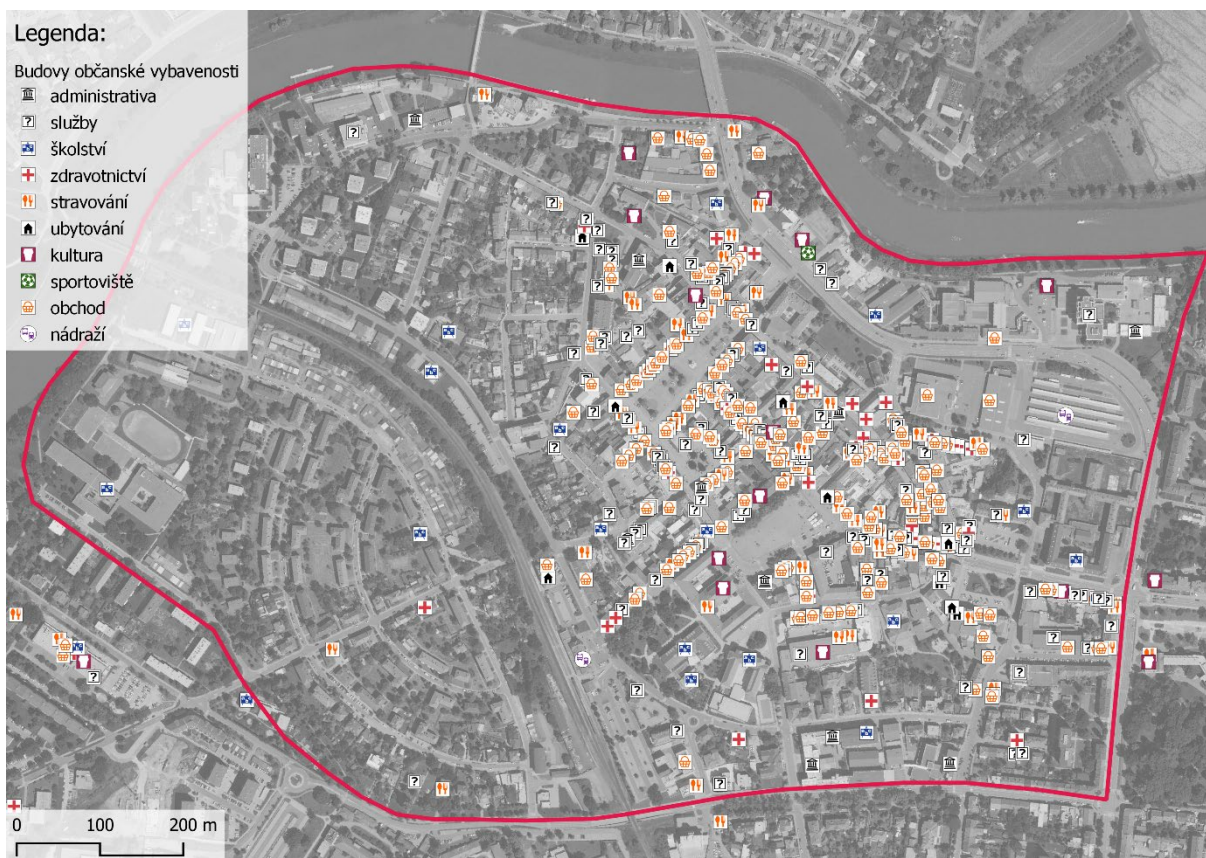 Legenda:
Budovy občanské vybavenosti
administrativa
služby
školství
zdravotnictví
stravování
ubytování
kultura
sportoviště
obchod
nádraží
0 100 200 m